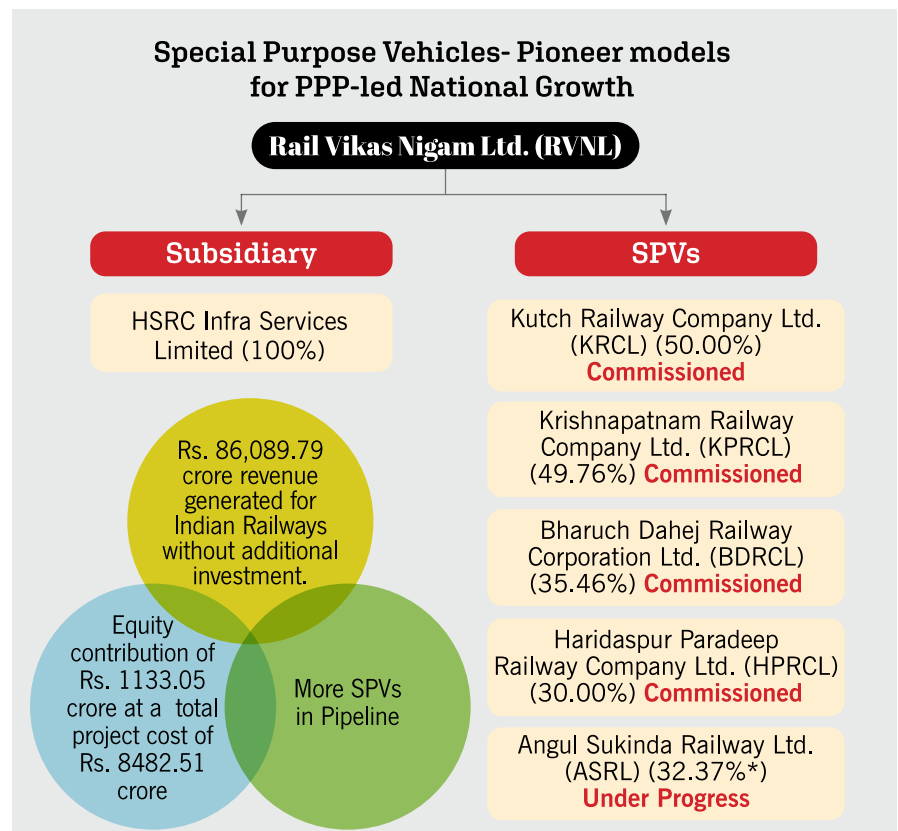 Special Purpose Vehicles- Pioneer models
for PPP-led National Growth
Rail Vikas Nigam Ltd. (RVNL)
Subsidiary
HSRC Infra Services
Limited (100%)
Rs. 86,089.79
crore revenue
generated for
Indian Railways
without additional
investment.
Equity
contribution of
Rs. 1133.05
crore at a total
project cost of
Rs. 8482.51
crore
More SPVs
in Pipeline
SPVs
Kutch Railway Company Ltd.
(KRCL) (50.00%)
Commissioned
Krishnapatnam Railway
Company Ltd. (KPRCL)
(49.76%) Commissioned
Bharuch Dahej Railway
Corporation Ltd. (BDRCL)
(35.46%) Commissioned
Haridaspur Paradeep
Railway Company Ltd. (HPRCL)
(30.00%) Commissioned
Angul Sukinda Railway Ltd.
(ASRL) (32.37%*)
Under Progress